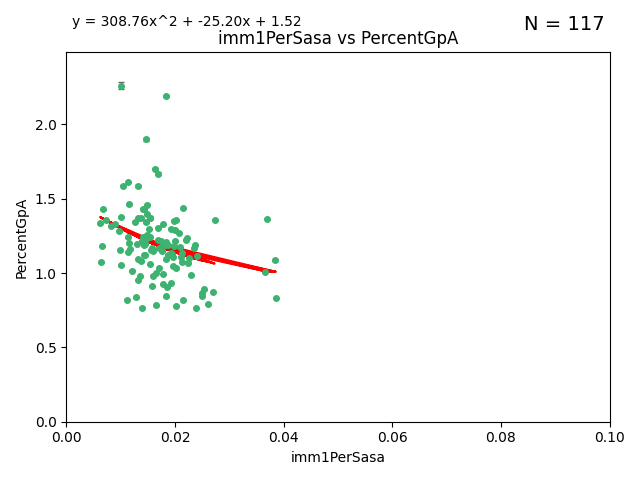 y = 308.76x^2 + -25.20x + 1.52
N = 117
imm1PerSasa vs PercentGpA
PercentGpA
2.0
1.5
1.0
0.5
0.0
0.00 0.02 0.04 0.06 0.08 0.10
imm1PerSasa